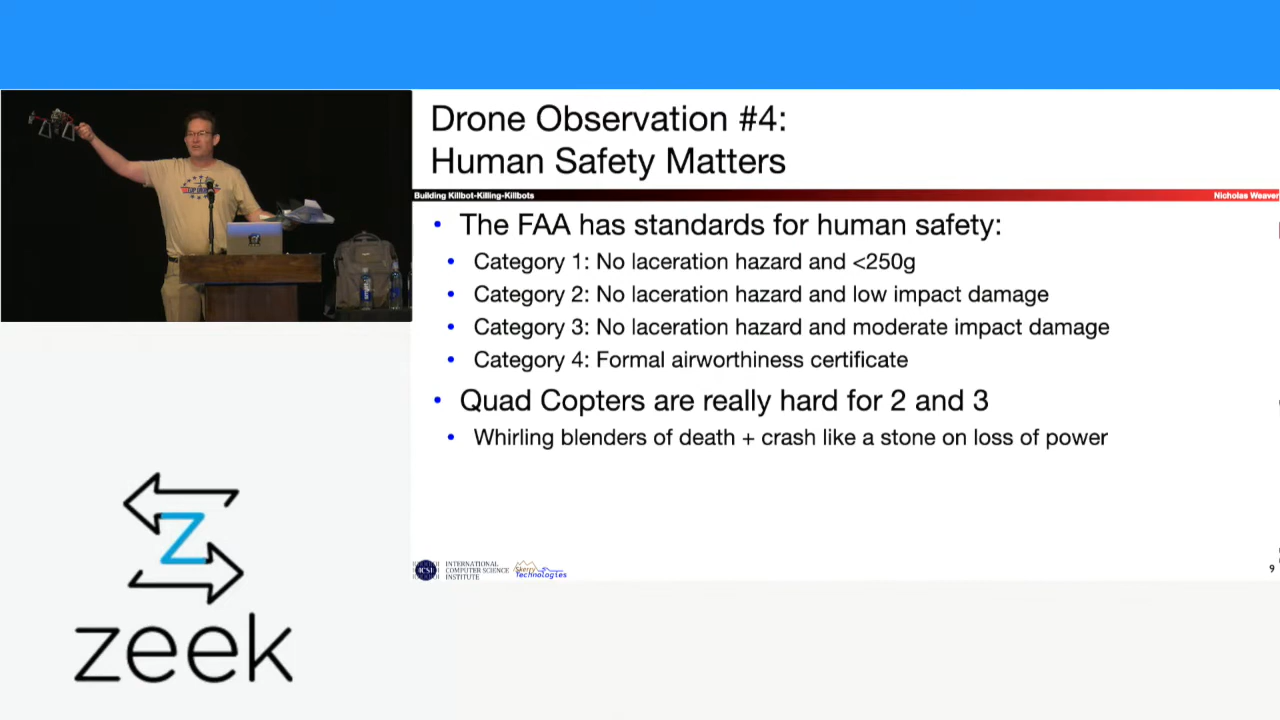 Drone Observation #4:
Human Safety Matters
Building Killbot-Killing-Killbots
Nicholas Weaver
• The FAA has standards for human safety:
• Category 1: No laceration hazard and <250g
• Category 2: No laceration hazard and low impact damage
• Category 3: No laceration hazard and moderate impact damage
• Category 4: Formal airworthiness certificate
• Quad Copters are really hard for 2 and 3
• Whirling blenders of death + crash like a stone on loss of power
ICSI
INTERNATIONAL
COMPUTER SCIENCE
INSTITUTE
Skerry
Technologies
9
Z
zeek